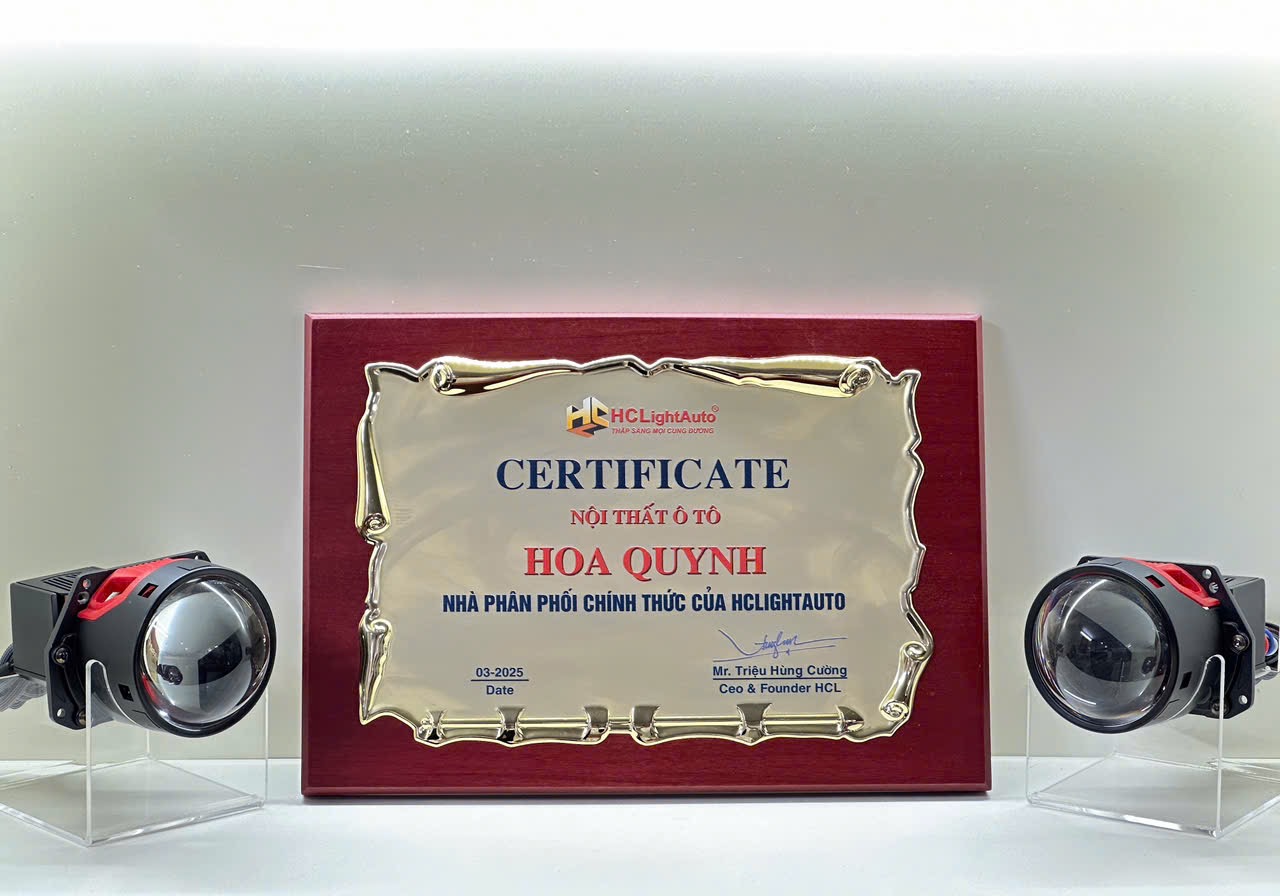 HCLightAuto®
THẮP SÁNG MỌI CUNG ĐƯỜNG
CERTIFICATE
NỘI THẤT Ô TÔ
HOA QUYNH
NHÀ PHÂN PHỐI CHÍNH THỨC CỦA HCLIGHTAUTO
03-2025
Date
Mr. Triệu Hùng Cường
Ceo & Founder HCL